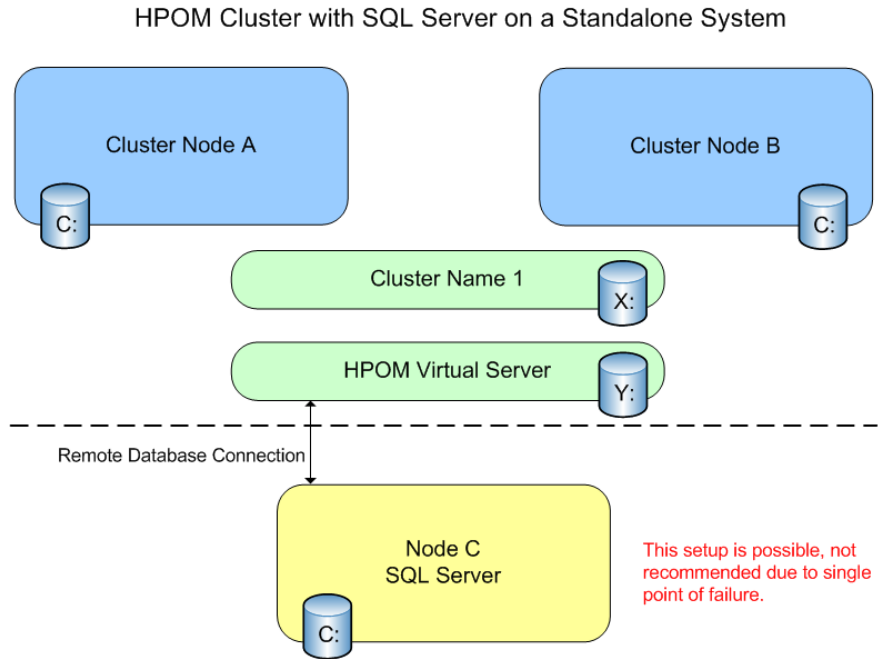 HPOM Cluster with SQL Server on a Standalone System
Cluster Node A
C:
Cluster Node B
C:
Cluster Name 1
X:
HPOM Virtual Server
Y:
Remote Database Connection
Node C
SQL Server
C:
This setup is possible, not
recommended due to single
point of failure.